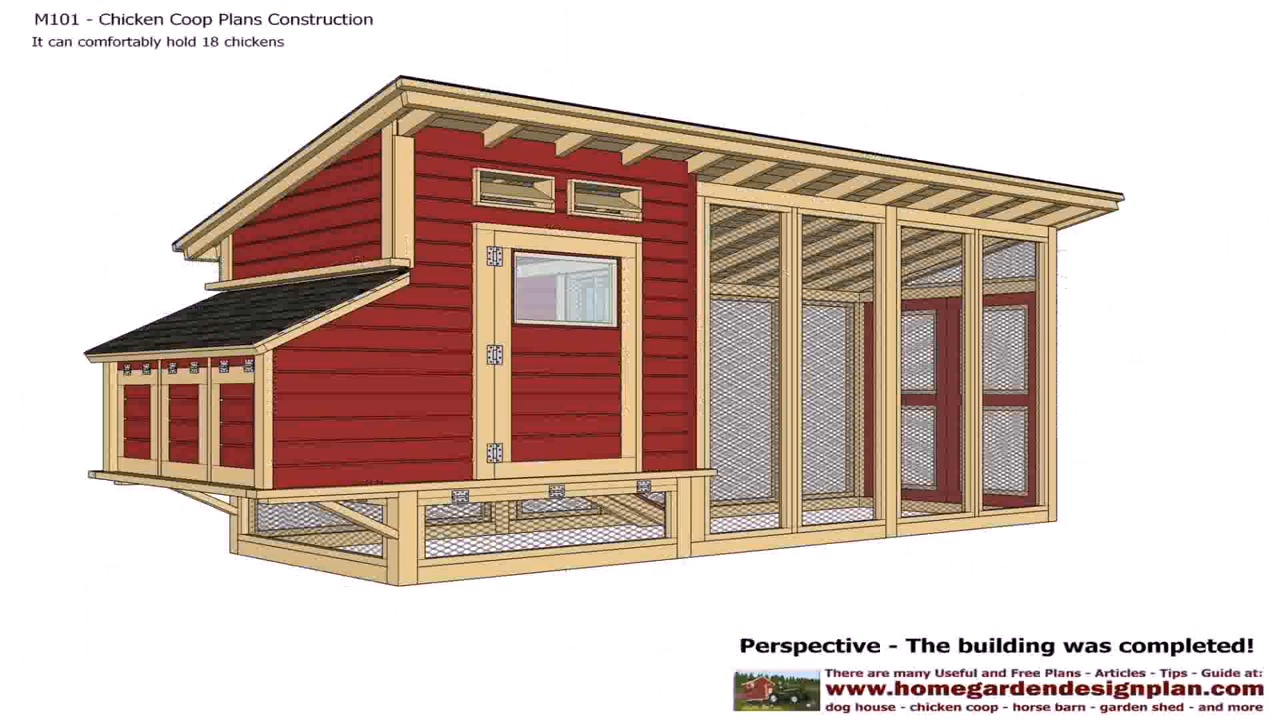 M101 - Chicken Coop Plans Construction
It can comfortably hold 18 chickens
Perspective - The building was completed!
There are many Useful and Free Plans - Articles - Tips - Guide at:
www.homegardendesignplan.com
dog house - chicken coop - horse barn - garden shed - and more